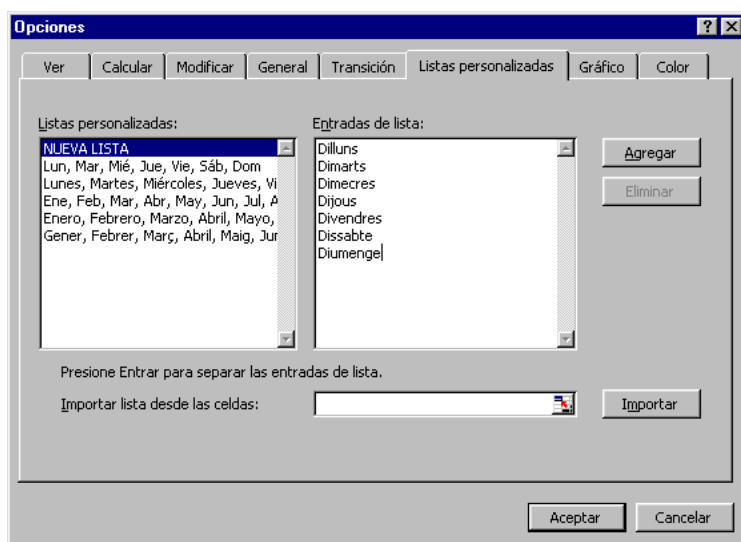 Opciones
Ver Calcular Modificar General Transición Listas personalizadas Gráfico Color
Listas personalizadas:
NUEVA LISTA
Lun, Mar, Mié, Jue, Vie, Sáb, Dom
Lunes, Martes, Miércoles, Jueves, Vi
Ene, Feb, Mar, Abr, May, Jun, Jul, A
Enero, Febrero, Marzo, Abril, Mayo,
Gener, Febrer, Març, Abril, Maig, Jur
Entradas de lista:
Dilluns
Dimarts
Dimecres
Dijous
Divendres
Dissabte
Diumenge
Agregar
Eliminar
Presione Entrar para separar las entradas de lista.
Importar lista desde las celdas:
Importar
Aceptar Cancelar